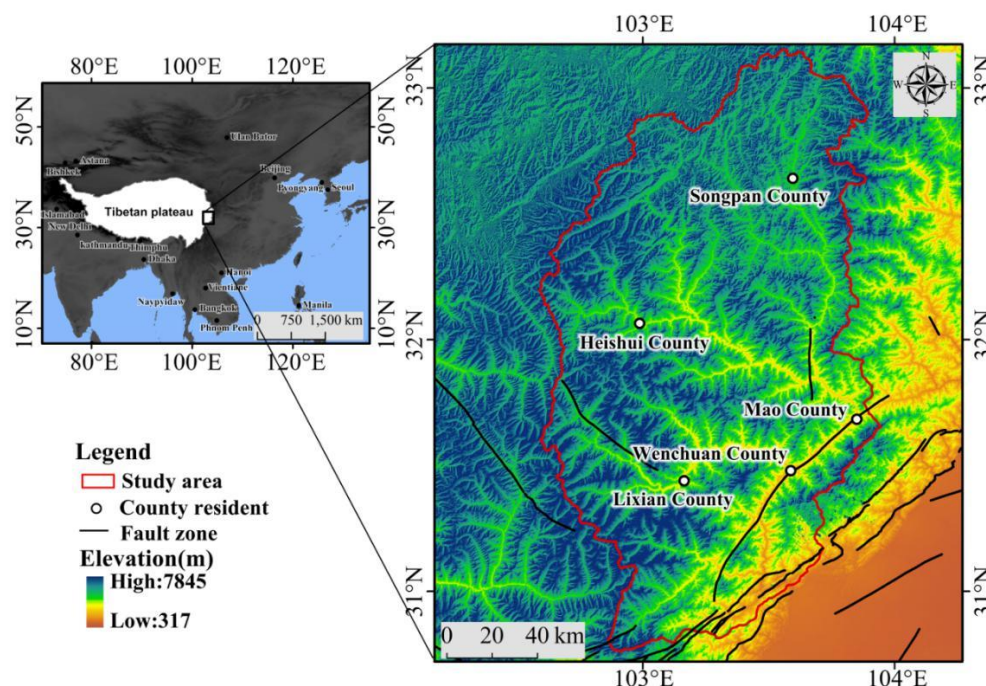 80°E 100°E 120°E
50°N
30°N
10°N
50°N
30°N
10°N
Ulan Bator
Astana
Bishkek
Beijing
Pyongyang
Seoul
Tibetan plateau
Islamabad
New Delhi
kathmandu
Thimphu
Dhaka
Hanoi
Vientiane
Naypyidaw
Bangkok
Manila
Phnom Penh
0 750 1,500 km
80°E 100°E 120°E
Legend
Study area
County resident
Fault zone
Elevation(m)
High:7845
Low:317
103°E 104°E
33°N
32°N
31°N
33°N
32°N
31°N
N
W E
S
Songpan County
Heishui County
Mao County
Wenchuan County
Lixian County
0 20 40 km
103°E 104°E